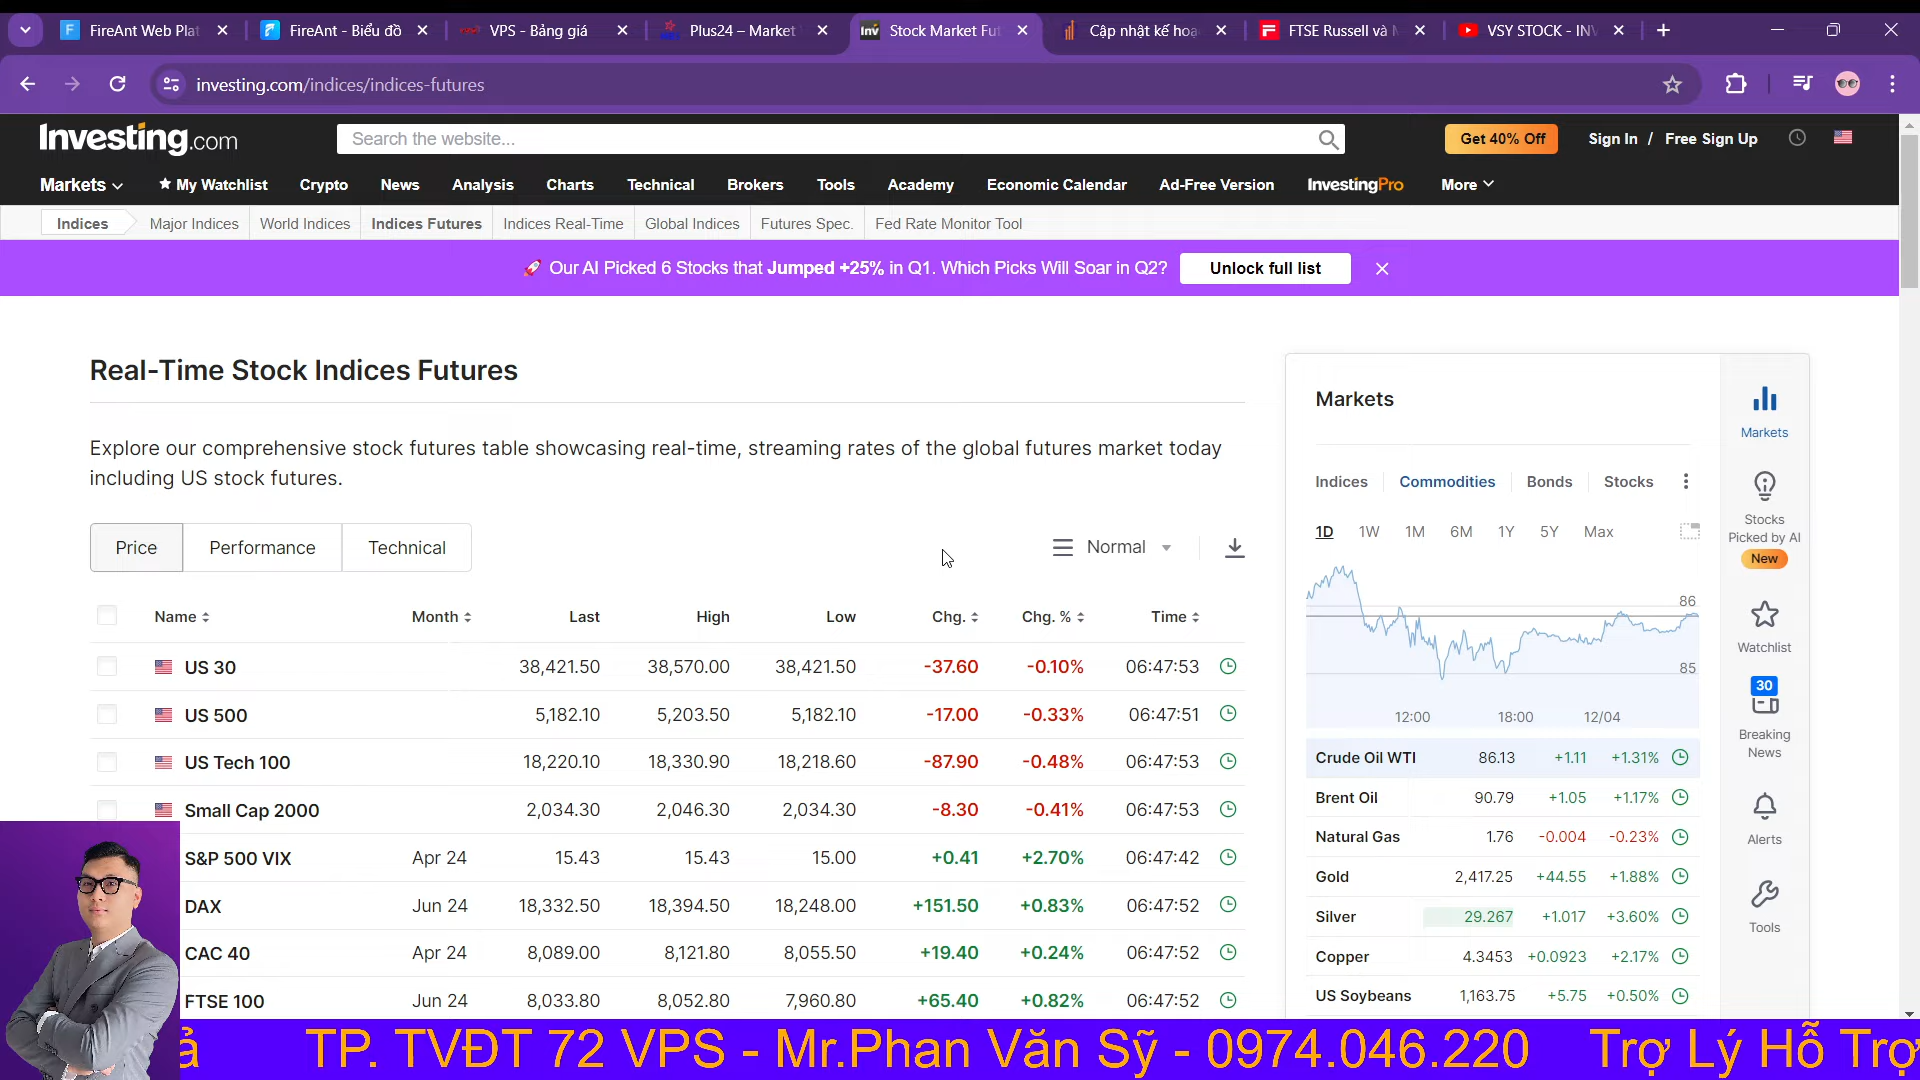 FireAnt Web Plat
FireAnt - Biểu đồ
VPS - Bảng giá
Plus24 – Market
Stock Market Fut
Cập nhật kế hoạ
FTSE Russell và
VSY STOCK - IN
investing.com/indices/indices-futures
Investing.com
Search the website...
Get 40% Off
Sign In / Free Sign Up
Markets
My Watchlist
Crypto
News
Analysis
Charts
Technical
Brokers
Tools
Academy
Economic Calendar
Ad-Free Version
InvestingPro
More
Indices
Major Indices
World Indices
Indices Futures
Indices Real-Time
Global Indices
Futures Spec.
Fed Rate Monitor Tool
Our AI Picked 6 Stocks that Jumped +25% in Q1. Which Picks Will Soar in Q2?
Unlock full list
Real-Time Stock Indices Futures
Explore our comprehensive stock futures table showcasing real-time, streaming rates of the global futures market today
including US stock futures.
Price
Performance
Technical
Normal
Name Month Last High Low Chg. Chg. % Time
US 30 38,421.50 38,570.00 38,421.50 -37.60 -0.10% 06:47:53
US 500 5,182.10 5,203.50 5,182.10 -17.00 -0.33% 06:47:51
US Tech 100 18,220.10 18,330.90 18,218.60 -87.90 -0.48% 06:47:53
Small Cap 2000 2,034.30 2,046.30 2,034.30 -8.30 -0.41% 06:47:53
S&P 500 VIX Apr 24 15.43 15.43 15.00 +0.41 +2.70% 06:47:42
DAX Jun 24 18,332.50 18,394.50 18,248.00 +151.50 +0.83% 06:47:52
CAC 40 Apr 24 8,089.00 8,121.80 8,055.50 +19.40 +0.24% 06:47:52
FTSE 100 Jun 24 8,033.80 8,052.80 7,960.80 +65.40 +0.82% 06:47:52
Markets
Indices
Commodities
Bonds
Stocks
1D 1W 1M 6M 1Y 5Y Max
86
85
12:00 18:00 12/04
Crude Oil WTI 86.13 +1.11 +1.31%
Brent Oil 90.79 +1.05 +1.17%
Natural Gas 1.76 -0.004 -0.23%
Gold 2,417.25 +44.55 +1.88%
Silver 29.267 +1.017 +3.60%
Copper 4.3453 +0.0923 +2.17%
US Soybeans 1,163.75 +5.75 +0.50%
Markets
Stocks
Picked by AI
New
Watchlist
30
Breaking
News
Alerts
Tools
ả TP. TVĐT 72 VPS - Mr.Phan Văn Sỹ - 0974.046.220 Trợ Lý Hỗ Trợ